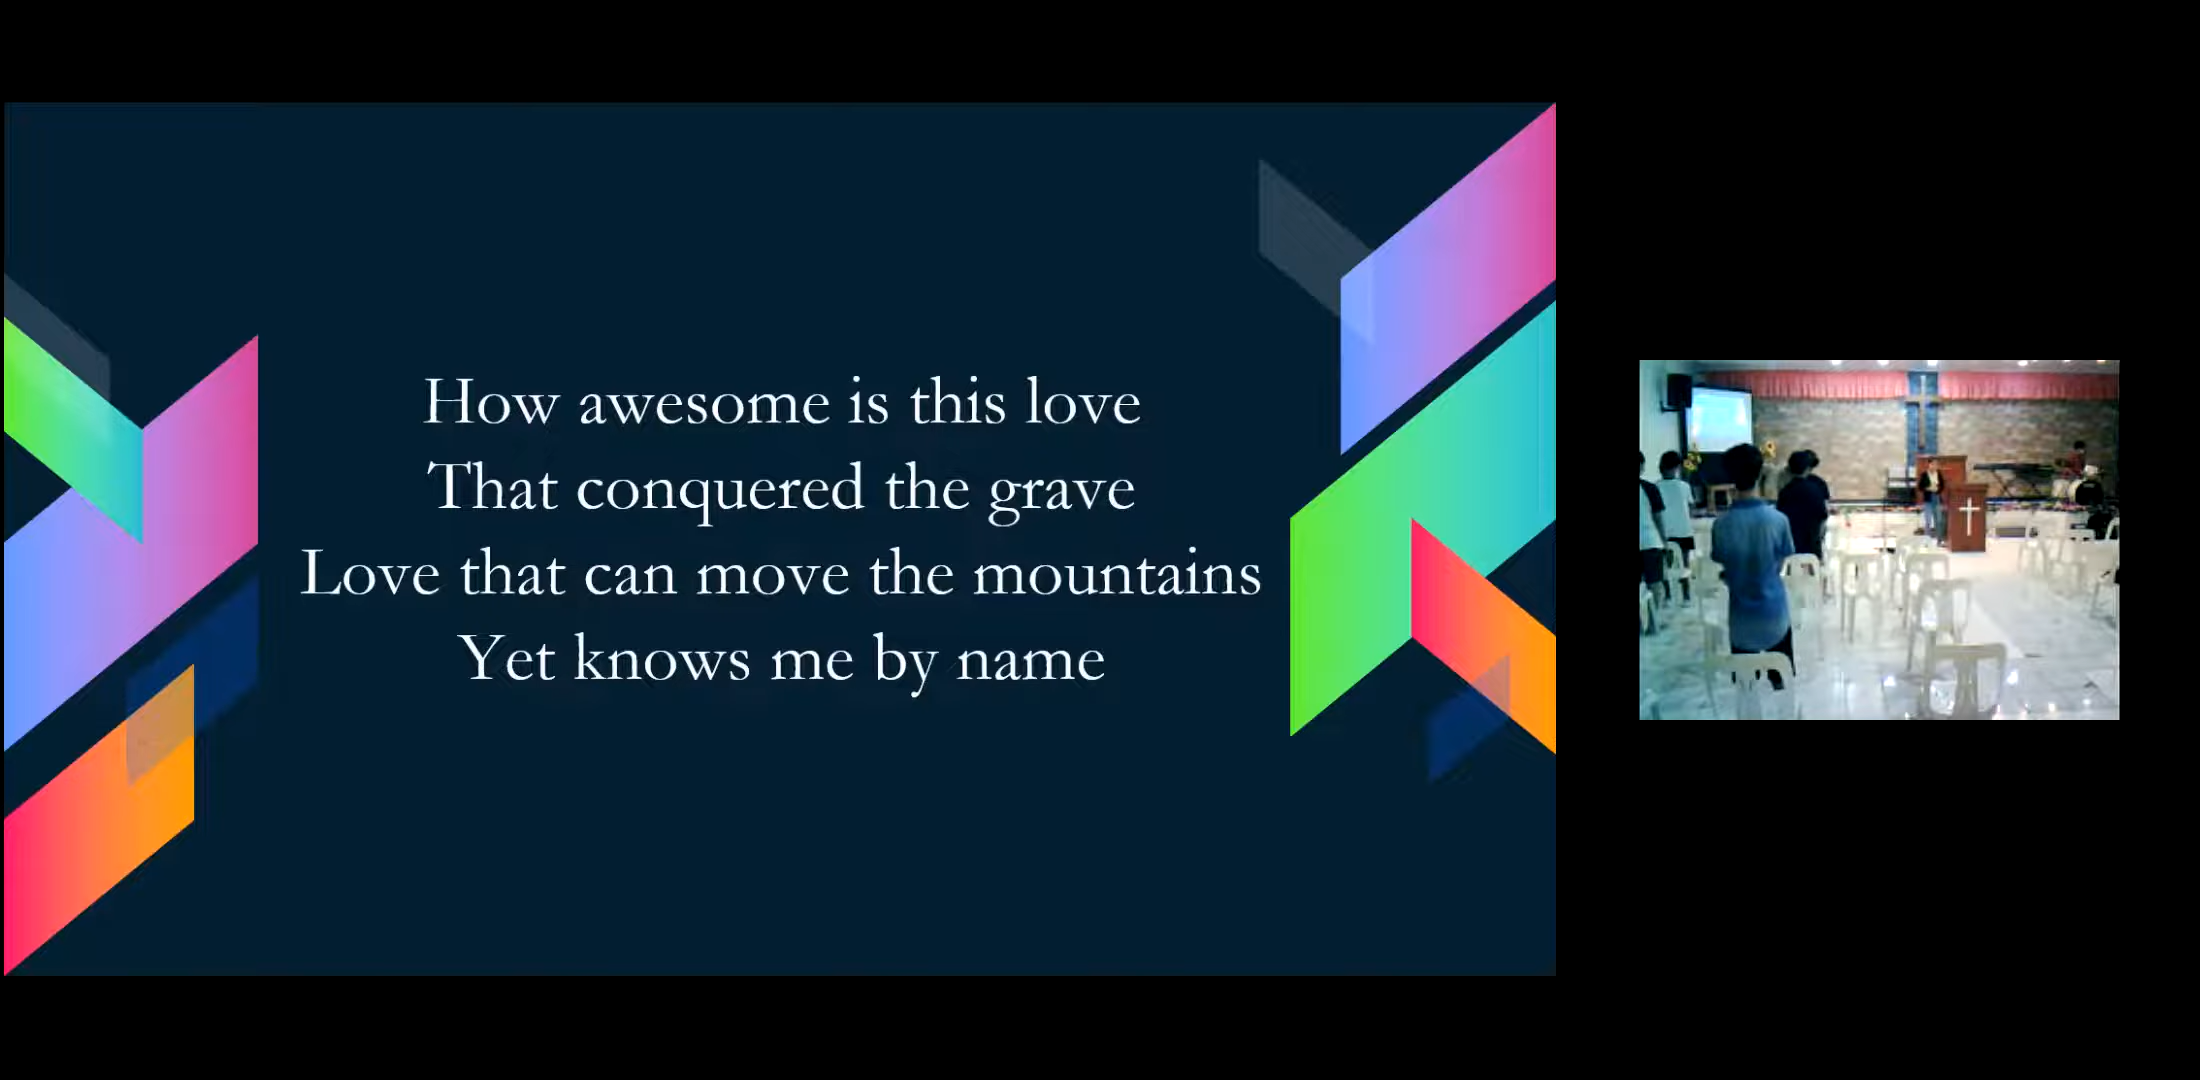 How awesome is this love
That conquered the grave
Love that can move the mountains
Yet knows me by name